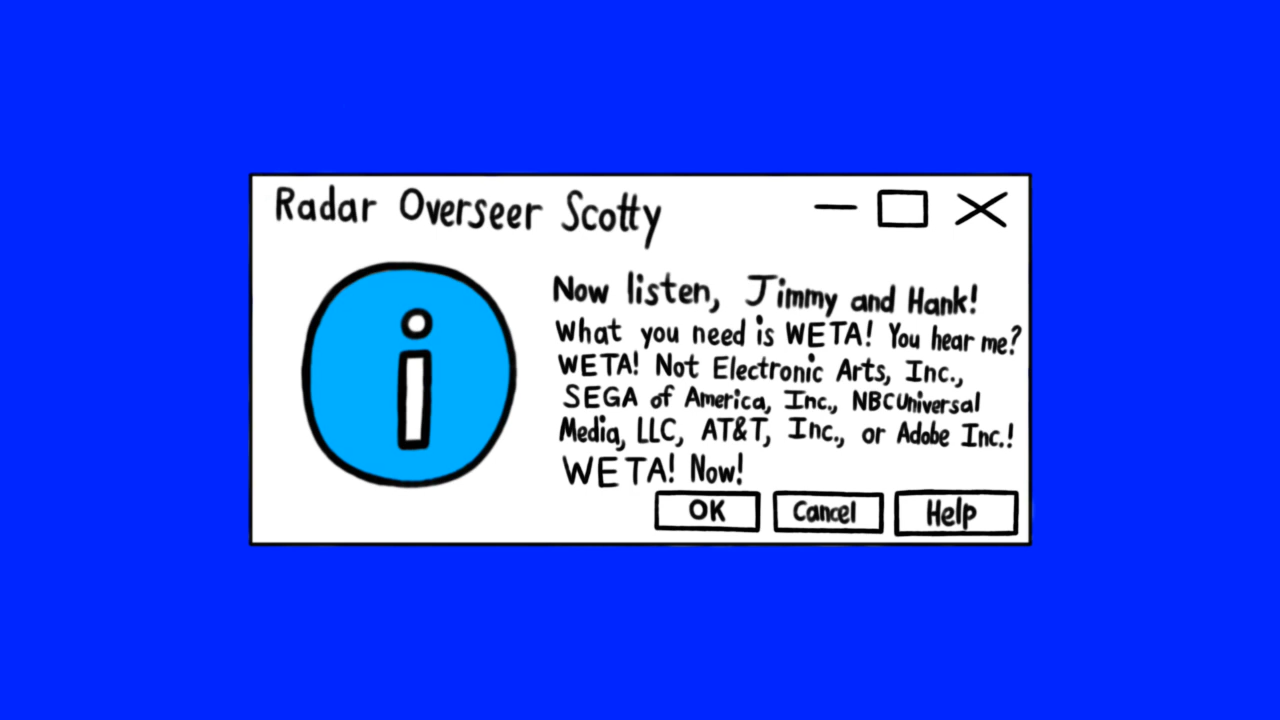 Radar Overseer Scotty
Now listen, Jimmy and Hank!
What you need is WETA! You hear me?
WETA! Not Electronic Arts, Inc.,
SEGA of America, Inc., NBCUniversal
Media, LLC, AT&T, Inc., or Adobe Inc.!
WETA! Now!
OK Cancel Help